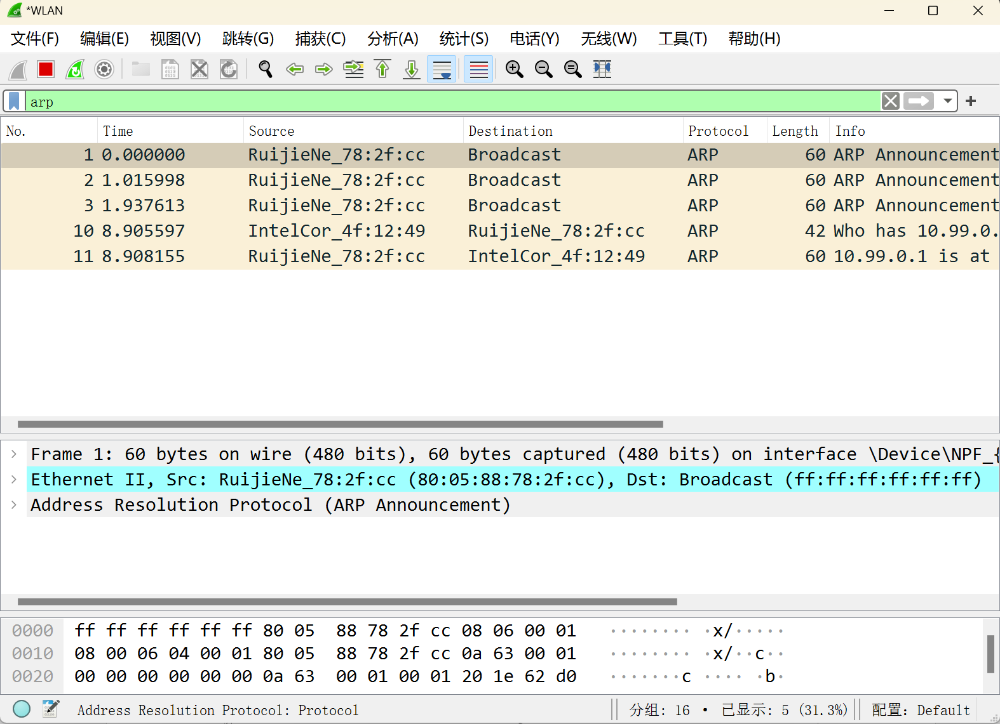 *WLAN
文件(F) 编辑(E) 视图(V) 跳转(G) 捕获(C) 分析(A) 统计(S) 电话(Y) 无线(W) 工具(T) 帮助(H)
arp
No. Time Source Destination Protocol Length Info
1 0.000000 RuijieNe_78:2f:cc Broadcast ARP 60 ARP Announcement
2 1.015998 RuijieNe_78:2f:cc Broadcast ARP 60 ARP Announcement
3 1.937613 RuijieNe_78:2f:cc Broadcast ARP 60 ARP Announcement
10 8.905597 IntelCor_4f:12:49 RuijieNe_78:2f:cc ARP 42 Who has 10.99.0.
11 8.908155 RuijieNe_78:2f:cc IntelCor_4f:12:49 ARP 60 10.99.0.1 is at
Frame 1: 60 bytes on wire (480 bits), 60 bytes captured (480 bits) on interface \Device\NPF_{
Ethernet II, Src: RuijieNe_78:2f:cc (80:05:88:78:2f:cc), Dst: Broadcast (ff:ff:ff:ff:ff:ff)
Address Resolution Protocol (ARP Announcement)
0000 ff ff ff ff ff ff 80 05 88 78 2f cc 08 06 00 01 ········ ·x/·····
0010 08 00 06 04 00 01 80 05 88 78 2f cc 0a 63 00 01 ········ ·x/··c··
0020 00 00 00 00 00 00 0a 63 00 01 00 01 20 1e 62 d0 ·······c ···· ·b·
Address Resolution Protocol: Protocol 分组: 16 · 已显示: 5 (31.3%) 配置: Default